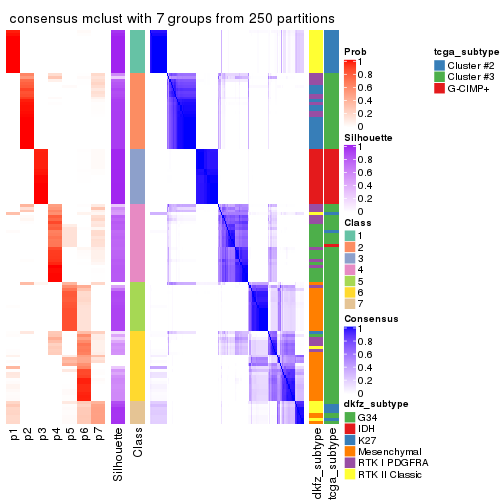 consensus mclust with 7 groups from 250 partitions
Prob
1
0.8
0.6
0.4
0.2
0
Silhouette
1
0.8
0.6
0.4
0.2
0
Class
1
2
3
4
5
6
7
Consensus
1
0.8
0.6
0.4
0.2
0
dkfz_subtype
G34
IDH
K27
Mesenchymal
RTK I PDGFRA
RTK II Classic
tcga_subtype
Cluster #2
Cluster #3
G-CIMP+
p1
p2
p3
p4
p5
p6
p7
Silhouette
Class
dkfz_subtype
tcga_subtype